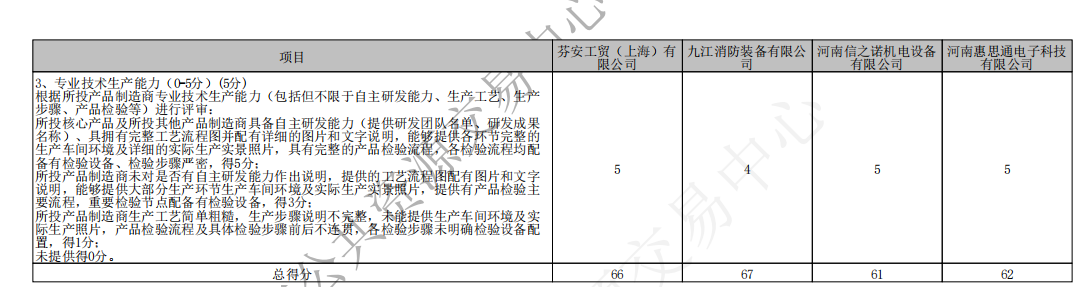 项目
芬安工贸（上海）有限公司
九江消防装备有限公司
河南信之诺机电设备有限公司
河南惠思通电子科技有限公司
3、专业技术生产能力（0-5分）(5分)
根据所投产品制造商专业技术生产能力（包括但不限于自主研发能力、生产工艺、生产
步骤、产品检验等）进行评审：
所投核心产品及所投其他产品制造商具备自主研发能力（提供研发团队名单、研发成果
名称）、具拥有完整工艺流程图并配有详细的图片和文字说明，能够提供各环节完整的
生产车间环境及详细的实际生产实景照片，具有完整的产品检验流程，各检验流程均配
备有检验设备、检验步骤严密，得5分；
所投产品制造商未对是否有自主研发能力作出说明，提供的工艺流程图配有图片和文字
说明，能够提供大部分生产环节生产车间环境及实际生产实景照片，提供有产品检验主
要流程，重要检验节点配备有检验设备，得3分；
所投产品制造商生产工艺简单粗糙，生产步骤说明不完整，未能提供生产车间环境及实
际生产照片，产品检验流程及具体检验步骤前后不连贯，各检验步骤未明确检验设备配
置，得1分；
未提供得0分。
5
4
5
5
总得分
66
67
61
62
公共资源交易中心
交易中心